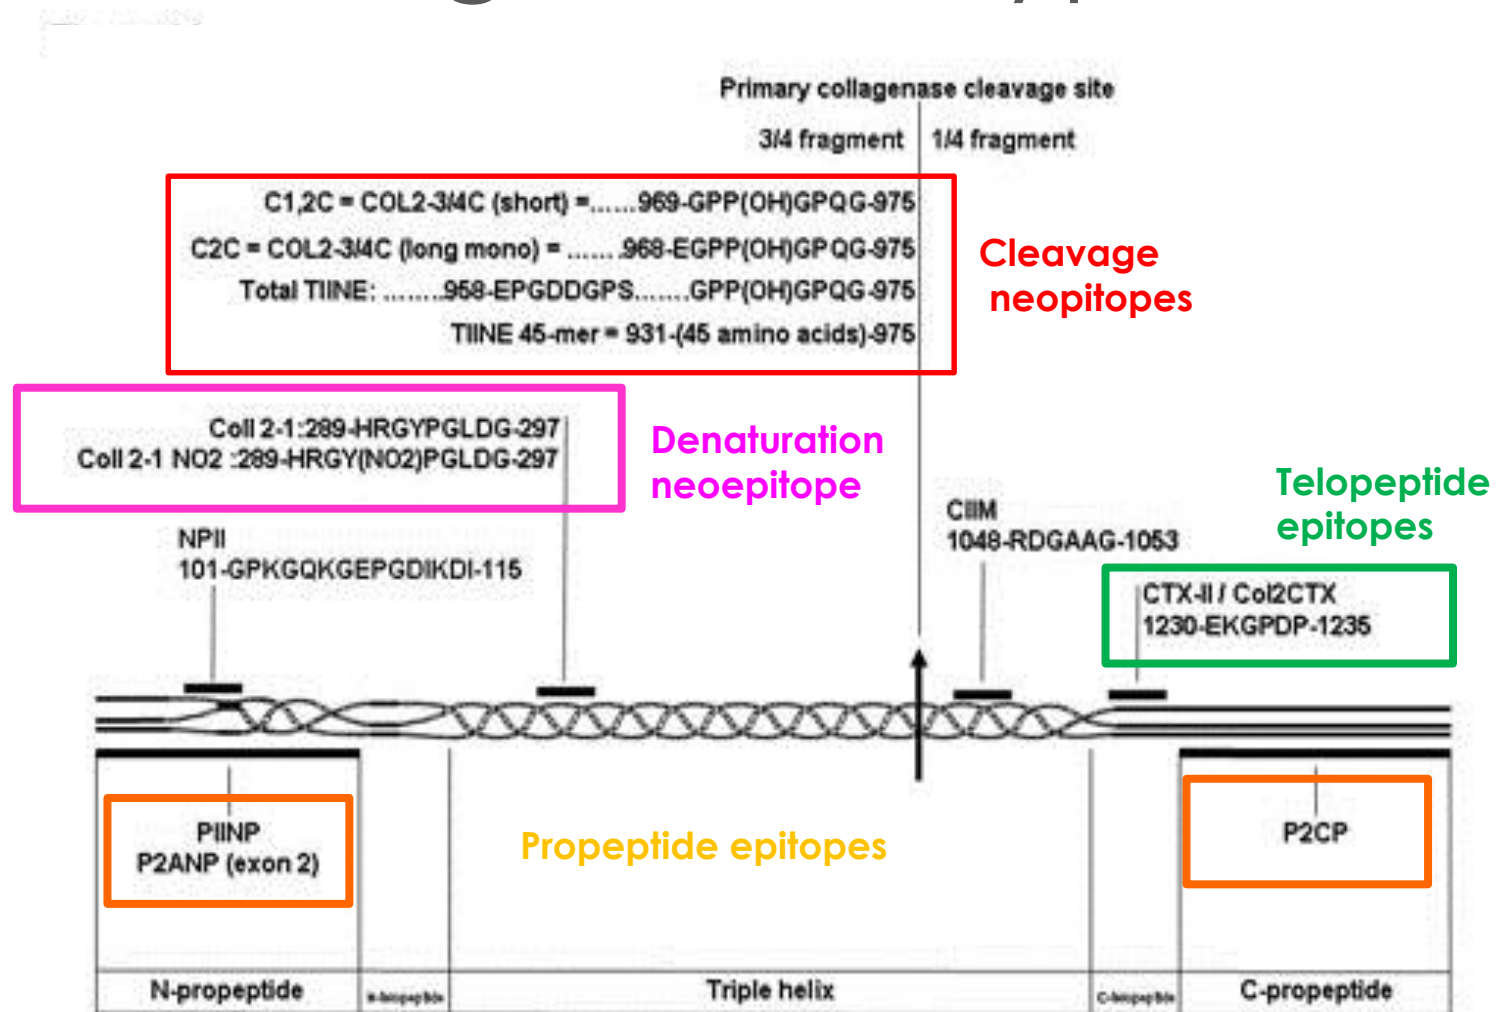 Primary collagenase cleavage site
3/4 fragment 1/4 fragment
C1,2C = COL2-3/4C (short) =......969-GPP(OH)GPQG-975
C2C = COL2-3/4C (long mono) = .......968-EGPP(OH)GPQG-975
Total TIINE: ........958-EPGDDGPS.......GPP(OH)GPQG-975
TIINE 45-mer = 931-(45 amino acids)-975
Cleavage
neopitopes
Coll 2-1:289-HRGYPGLDG-297
Coll 2-1 NO2 :289-HRGY(NO2)PGLDG-297
Denaturation
neoepitope
Telopeptide
epitopes
NPII
101-GPKGQKGEPGDIKDI-115
CIIM
1048-RDGAAG-1053
CTX-II / Col2CTX
1230-EKGPDP-1235
PIINP
P2ANP (exon 2)
Propeptide epitopes
P2CP
N-propeptide
N-telopeptide
Triple helix
C-telopeptide
C-propeptide